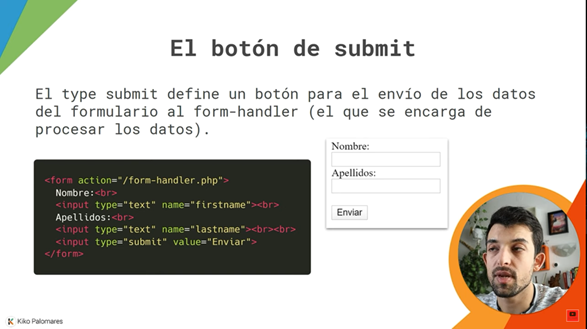 El botón de submit
El type submit define un botón para el envío de los datos
del formulario al form-handler (el que se encarga de
procesar los datos).
<form action="/form-handler.php">
Nombre:<br>
<input type="text" name="firstname"><br>
Apellidos:<br>
<input type="text" name="lastname"><br><br>
<input type="submit" value="Enviar">
</form>
Nombre:
Apellidos:
Enviar
Kiko Palomares